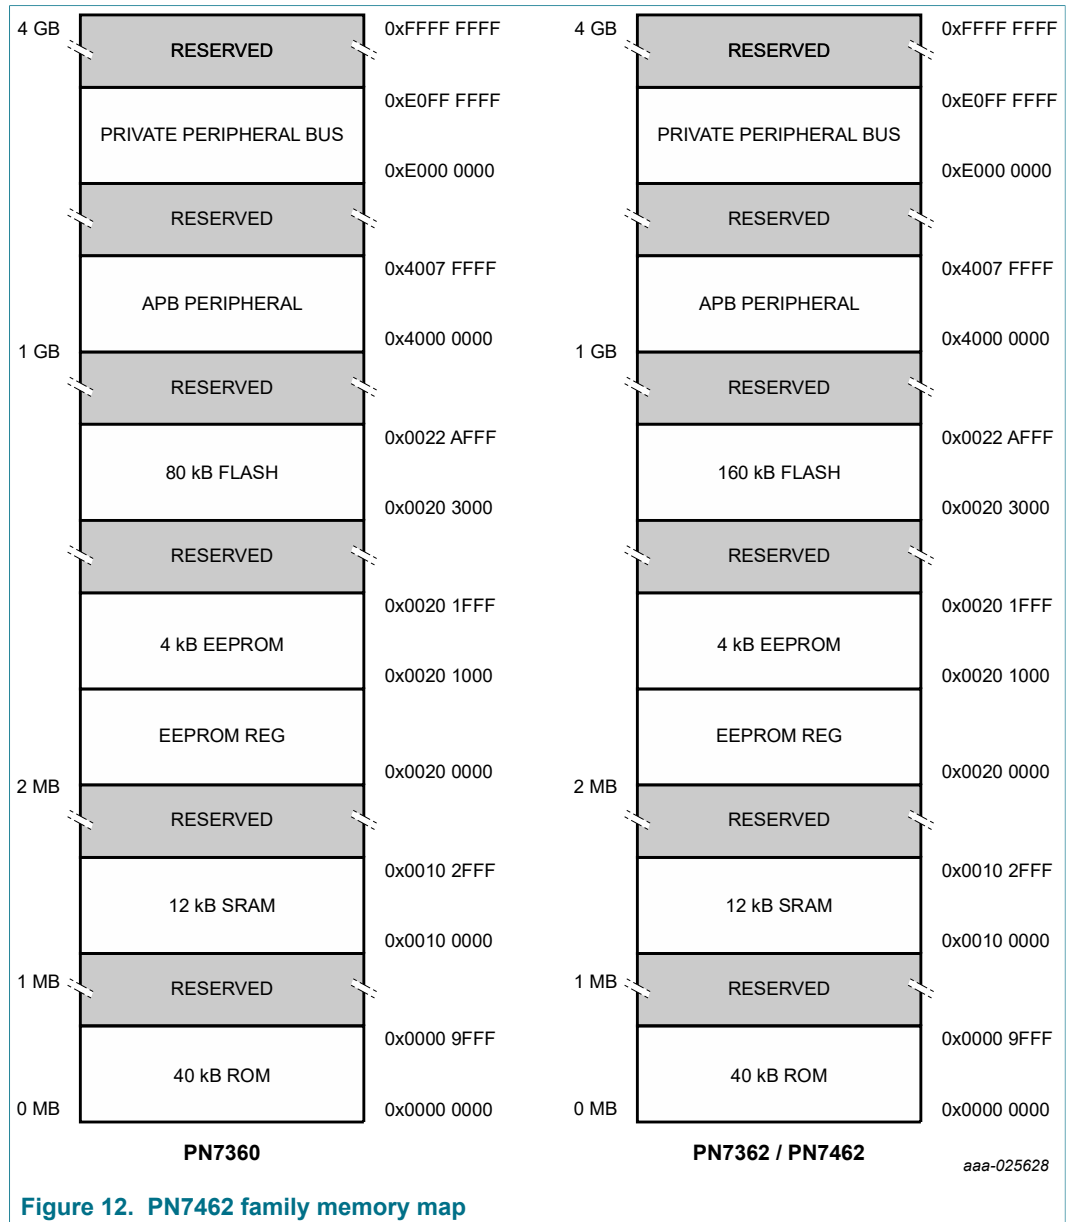 4 GB
RESERVED
0xFFFF FFFF
0xE0FF FFFF
PRIVATE PERIPHERAL BUS
0xE000 0000
RESERVED
0x4007 FFFF
APB PERIPHERAL
0x4000 0000
1 GB
RESERVED
0x0022 AFFF
80 kB FLASH
0x0020 3000
RESERVED
0x0020 1FFF
4 kB EEPROM
0x0020 1000
EEPROM REG
0x0020 0000
2 MB
RESERVED
0x0010 2FFF
12 kB SRAM
0x0010 0000
1 MB
RESERVED
0x0000 9FFF
40 kB ROM
0 MB
0x0000 0000
PN7360
4 GB
RESERVED
0xFFFF FFFF
0xE0FF FFFF
PRIVATE PERIPHERAL BUS
0xE000 0000
RESERVED
0x4007 FFFF
APB PERIPHERAL
0x4000 0000
1 GB
RESERVED
0x0022 AFFF
160 kB FLASH
0x0020 3000
RESERVED
0x0020 1FFF
4 kB EEPROM
0x0020 1000
EEPROM REG
0x0020 0000
2 MB
RESERVED
0x0010 2FFF
12 kB SRAM
0x0010 0000
1 MB
RESERVED
0x0000 9FFF
40 kB ROM
0 MB
0x0000 0000
PN7362 / PN7462
aaa-025628
Figure 12. PN7462 family memory map